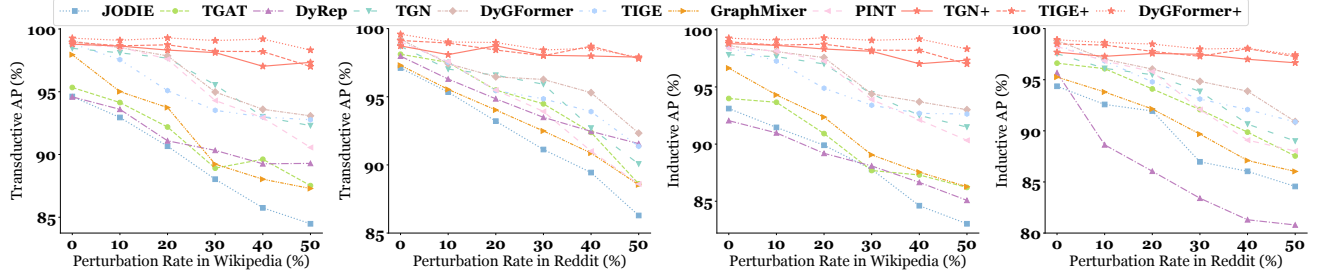 JODIE TGAT DyRep TGN DyGFormer TIGE GraphMixer PINT TGN+ TIGE+ DyGFormer+
Transductive AP (%)
100
95
90
85
0 10 20 30 40 50
Perturbation Rate in Wikipedia (%)
Transductive AP (%)
100
95
90
85
0 10 20 30 40 50
Perturbation Rate in Reddit (%)
Inductive AP (%)
100
95
90
85
0 10 20 30 40 50
Perturbation Rate in Wikipedia (%)
Inductive AP (%)
100
95
90
85
80
0 10 20 30 40 50
Perturbation Rate in Reddit (%)